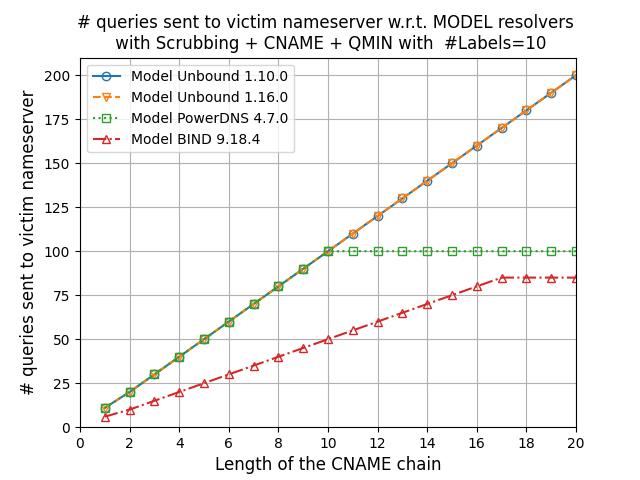 # queries sent to victim nameserver w.r.t. MODEL resolvers
with Scrubbing + CNAME + QMIN with  #Labels=10
# queries sent to victim nameserver
200
175
150
125
100
75
50
25
0
Model Unbound 1.10.0
Model Unbound 1.16.0
Model PowerDNS 4.7.0
Model BIND 9.18.4
0 2 4 6 8 10 12 14 16 18 20
Length of the CNAME chain